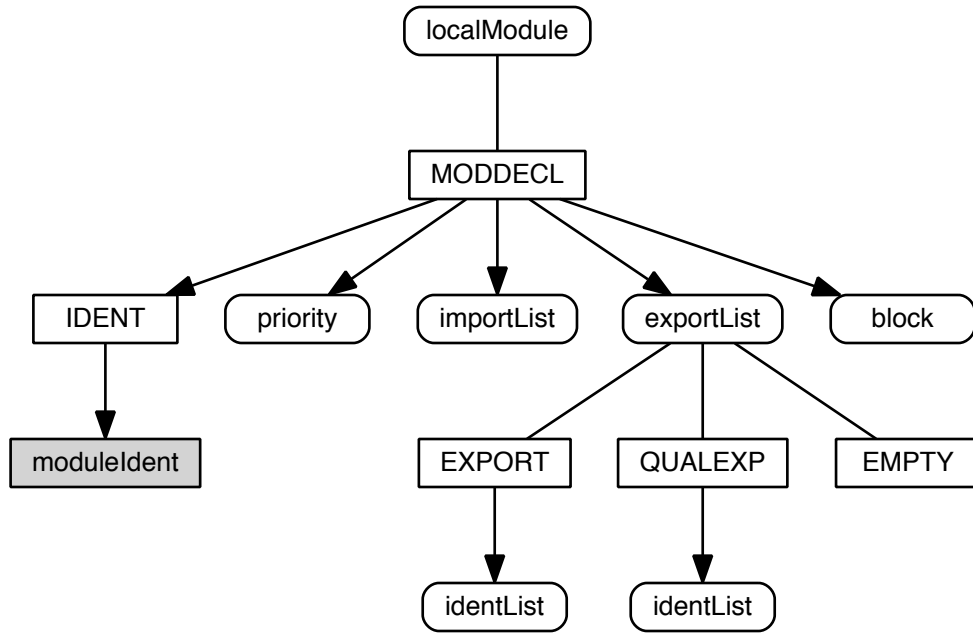 localModule
MODDECL
IDENT
priority
importList
exportList
block
moduleIdent
EXPORT
QUALEXP
EMPTY
identList
identList